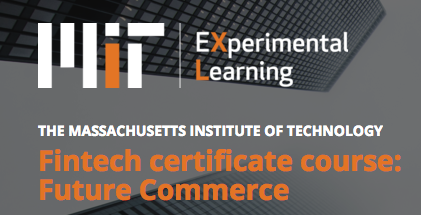 MIT
EXperimental
Learning
THE MASSACHUSETTS INSTITUTE OF TECHNOLOGY
Fintech certificate course:
Future Commerce